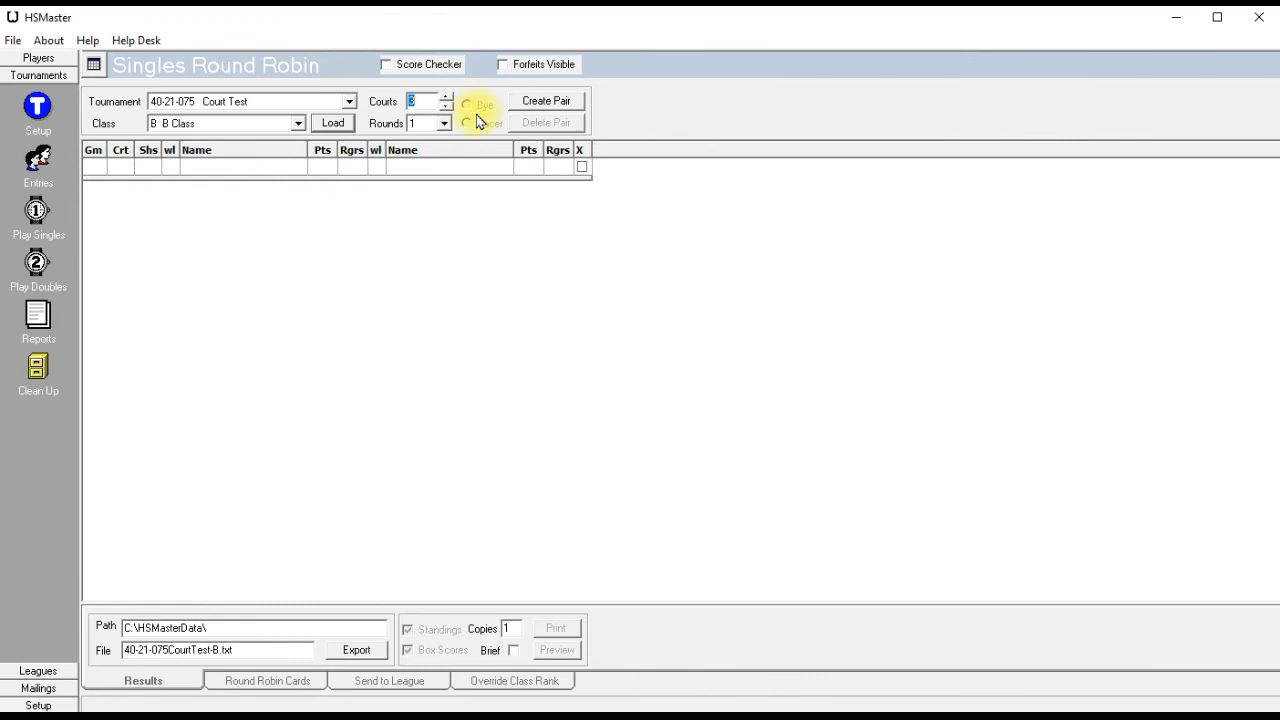 HSMaster
File About Help Help Desk
Players
Tournaments
Setup
Entries
Play Singles
Play Doubles
Reports
Clean Up
Leagues
Mailings
Setup
Singles Round Robin Score Checker Forfeits Visible
Tournament 40-21-075 Court Test Courts 3 Bye Create Pair
Class B B Class Load Rounds 1 Delete Pair
Gm Crt Shs wl Name Pts Rgrs wl Name Pts Rgrs X
Path C:\HSMasterData\ Standings Copies 1 Print
File 40-21-075CourtTest-B.txt Export Box Scores Brief Preview
Results Round Robin Cards Send to League Override Class Rank